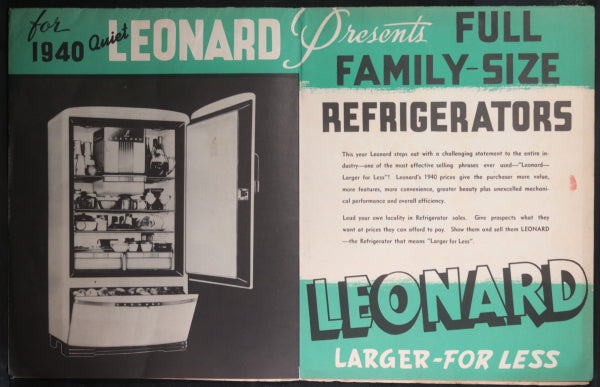 for
1940 Quiet LEONARD Presents FULL
FAMILY-SIZE
REFRIGERATORS
This year Leonard steps out with a challenging statement to the entire in-
dustry—one of the most effective selling phrases ever used—"Leonard—
Larger for Less"! Leonard's 1940 prices give the purchaser more value,
more features, more convenience, greater beauty plus unexcelled mechani-
cal performance and overall efficiency.
Lead your own locality in Refrigerator sales. Give prospects what they
want at prices they can afford to pay. Show them and sell them LEONARD
—the Refrigerator that means "Larger for Less".
LEONARD
LARGER-FOR LESS